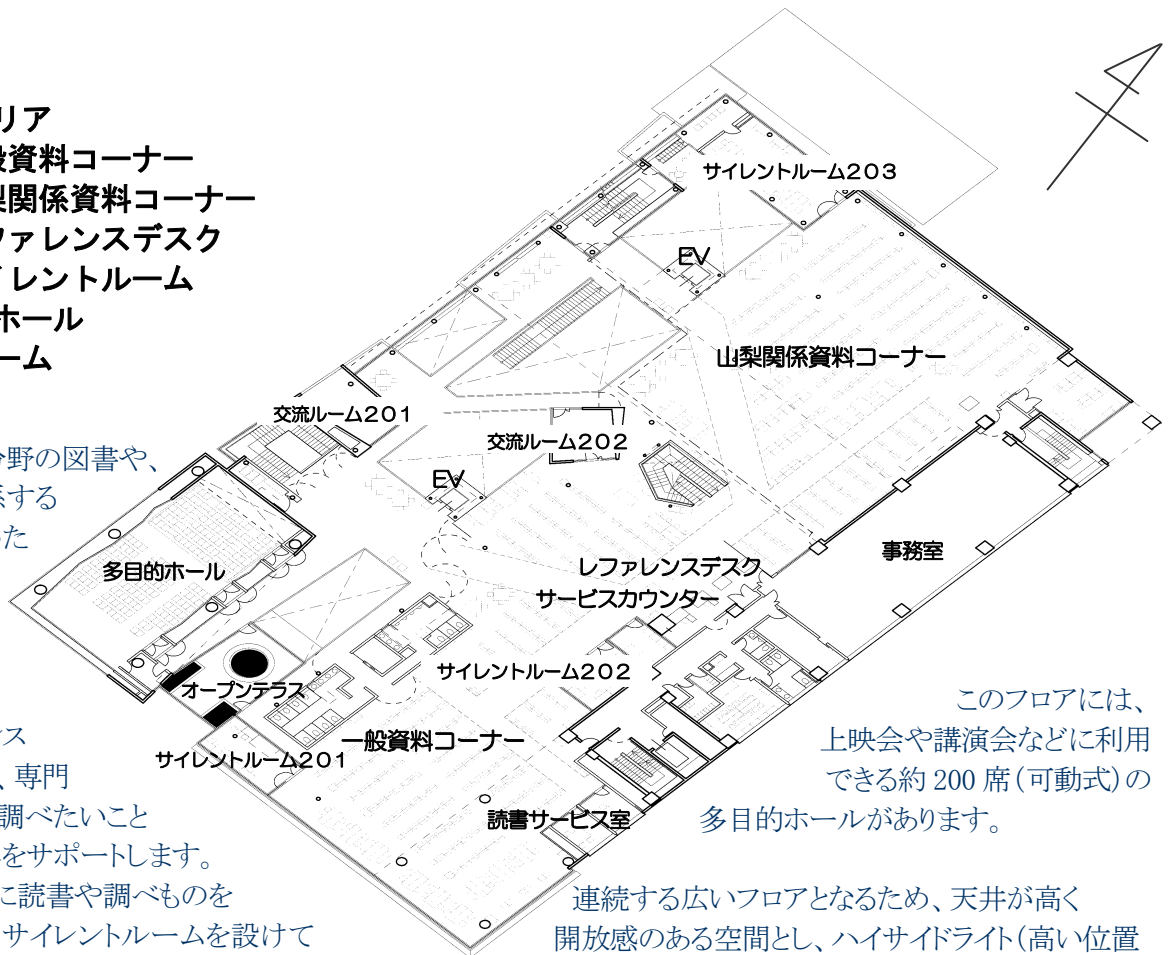 リア
般資料コーナー
梨関係資料コーナー
ファレンスデスク
イレントルーム
ホール
ルーム
サイレントルーム203
EV
山梨関係資料コーナー
交流ルーム201
交流ルーム202
EV
分野の図書や、
係する
った
多目的ホール
レファレンスデスク
サービスカウンター
事務室
サイレントルーム202
オープンテラス
一般資料コーナー
サイレントルーム201
読書サービス室
ンス
、専門
調べたいこと
をサポートします。
に読書や調べものを
サイレントルームを設けて
このフロアには、
上映会や講演会などに利用
できる約 200 席(可動式)の
多目的ホールがあります。
連続する広いフロアとなるため、天井が高く
開放感のある空間とし、ハイサイドライト(高い位置